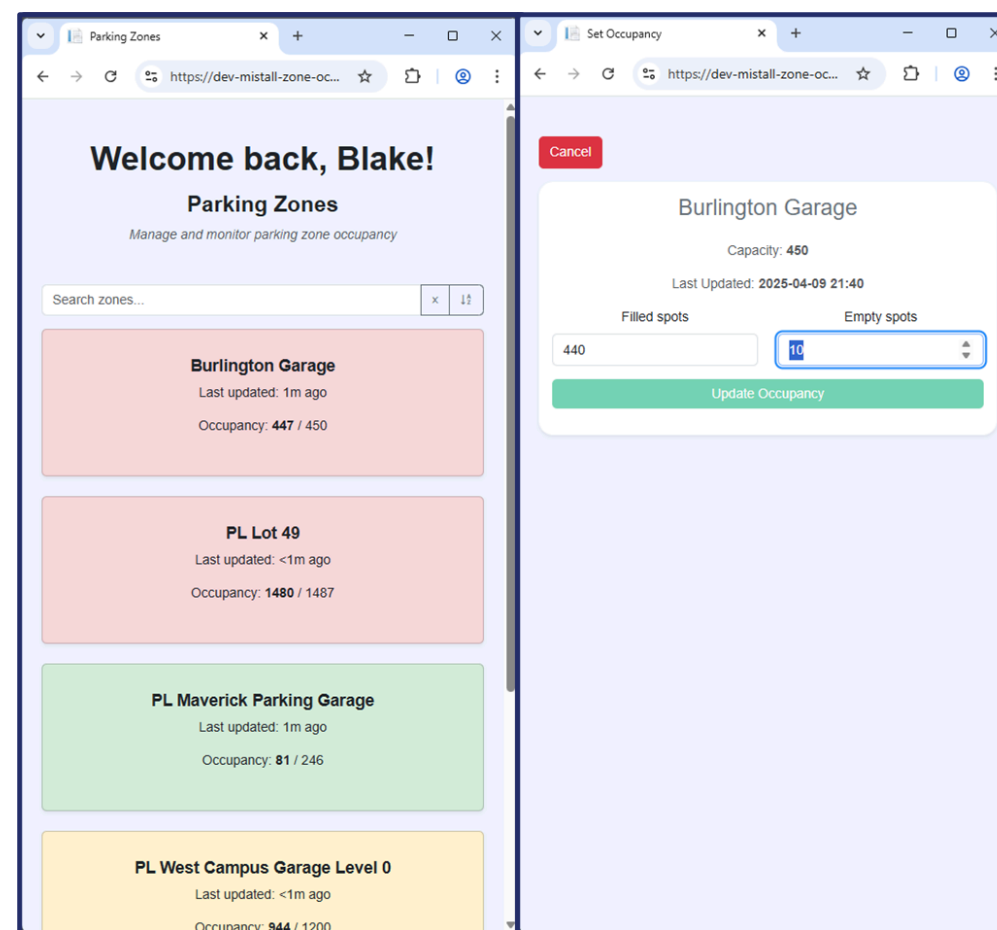 Parking Zones
https://dev-mistall-zone-oc...
Welcome back, Blake!
Parking Zones
Manage and monitor parking zone occupancy
Search zones...
x
Burlington Garage
Last updated: 1m ago
Occupancy: 447 / 450
PL Lot 49
Last updated: <1m ago
Occupancy: 1480 / 1487
PL Maverick Parking Garage
Last updated: 1m ago
Occupancy: 81 / 246
PL West Campus Garage Level 0
Last updated: <1m ago
Occupancy: 944 / 1200
Set Occupancy
https://dev-mistall-zone-oc...
Cancel
Burlington Garage
Capacity: 450
Last Updated: 2025-04-09 21:40
Filled spots Empty spots
440 10
Update Occupancy